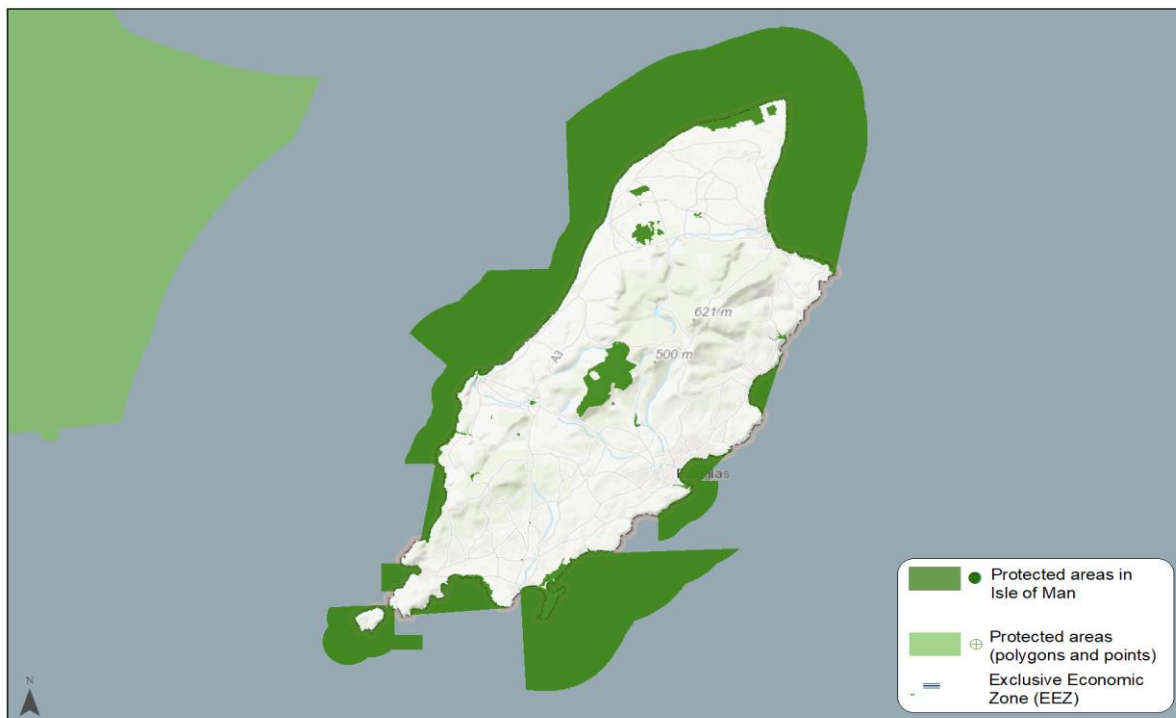 621 m
500 m
A3
N
Protected areas in
Isle of Man
Protected areas
(polygons and points)
Exclusive Economic
Zone (EEZ)